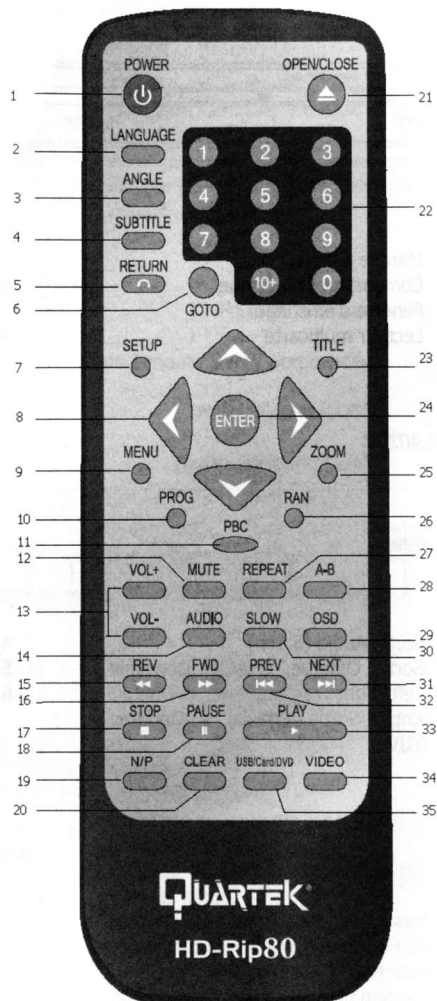 POWER OPEN/CLOSE
1 21
LANGUAGE
2 1 2 3
ANGLE
3 4 5 6
22
SUBTITLE
4 7 8 9
RETURN
5 10+ 0
6 GOTO
SETUP TITLE
7 23
8 ENTER 24
MENU ZOOM
9 25
PROG RAN
10 26
PBC
11
12 27
VOL+ MUTE REPEAT A-B
28
13
VOL- AUDIO SLOW OSD
14 29
30
REV FWD PREV NEXT
15 31
16 32
STOP PAUSE PLAY
17 33
18
N/P CLEAR USB/Card/DVD VIDEO
19 34
20 35
QUARTEK
HD-Rip80